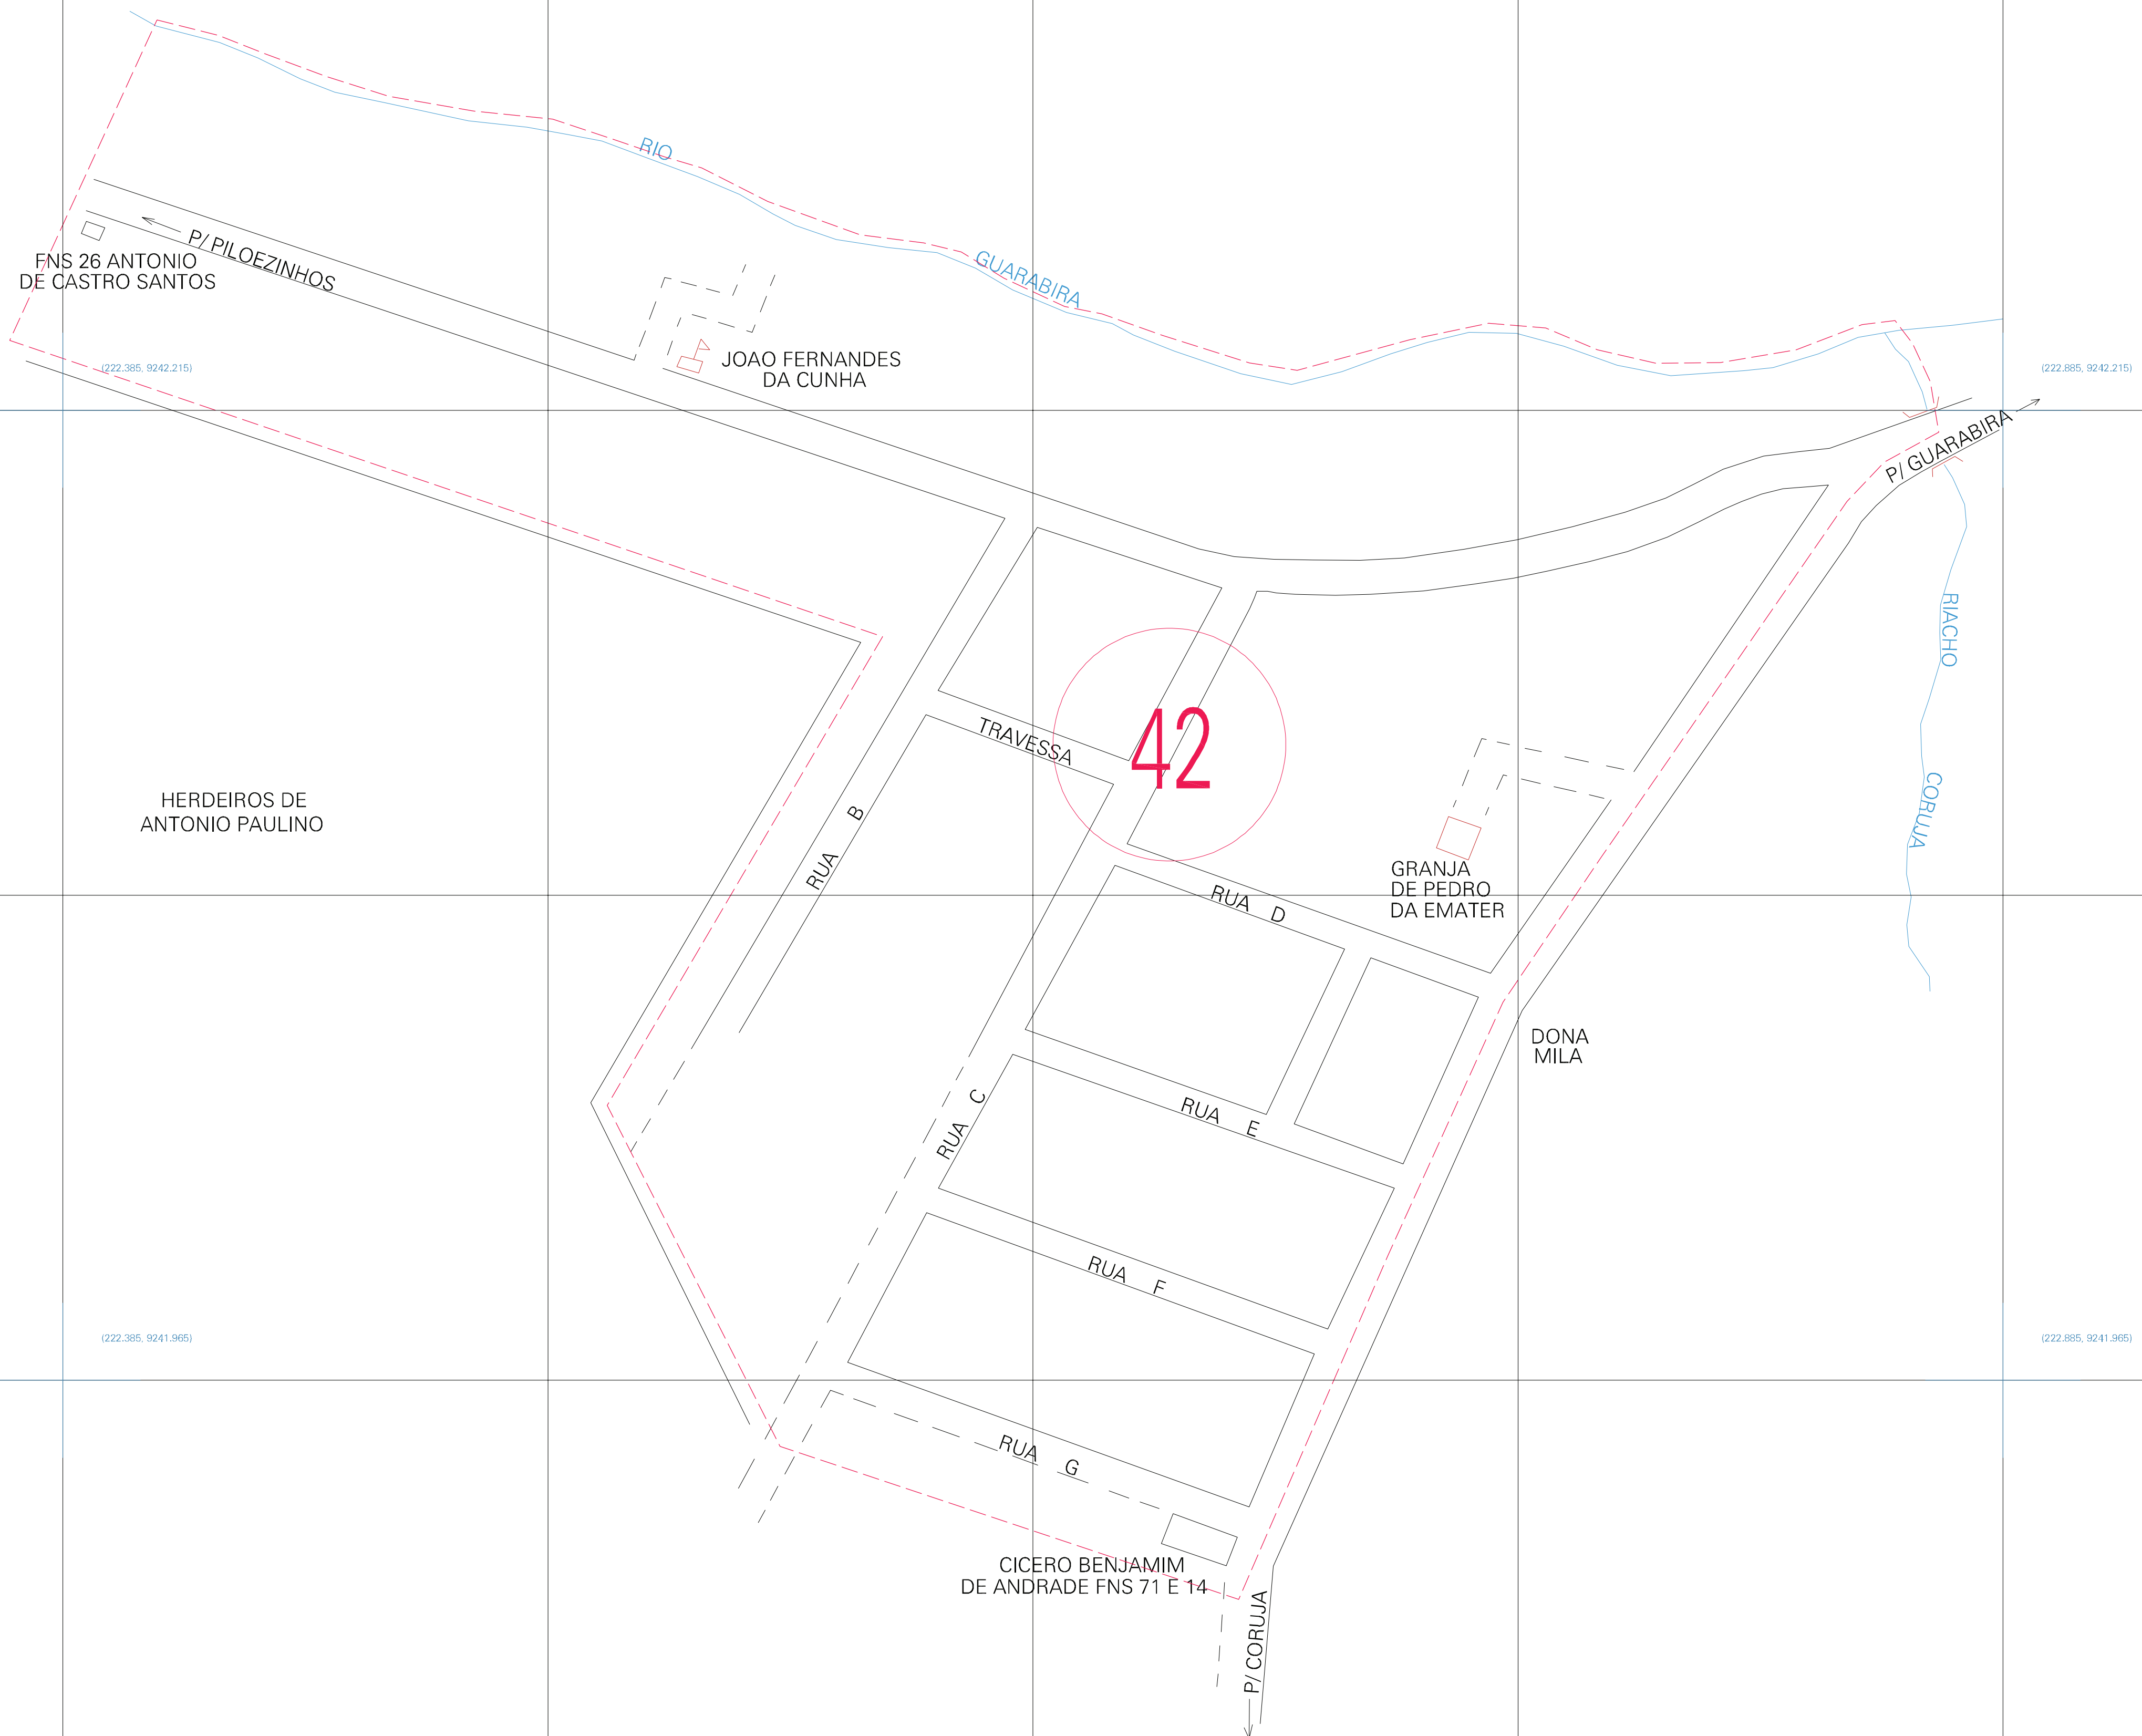 RIO
GUARABIRA
P/ PILOEZINHOS
FNS 26 ANTONIO
DE CASTRO SANTOS
JOAO FERNANDES
DA CUNHA
(222.385, 9242.215)
(222.885, 9242.215)
P/ GUARABIRA
RIACHO
CORUJA
TRAVESSA
42
HERDEIROS DE
ANTONIO PAULINO
RUA B
GRANJA
DE PEDRO
DA EMATER
RUA D
DONA
MILA
RUA C
RUA E
RUA F
(222.385, 9241.965)
(222.885, 9241.965)
RUA G
CICERO BENJAMIM
DE ANDRADE FNS 71 E 14
P/ CORUJA